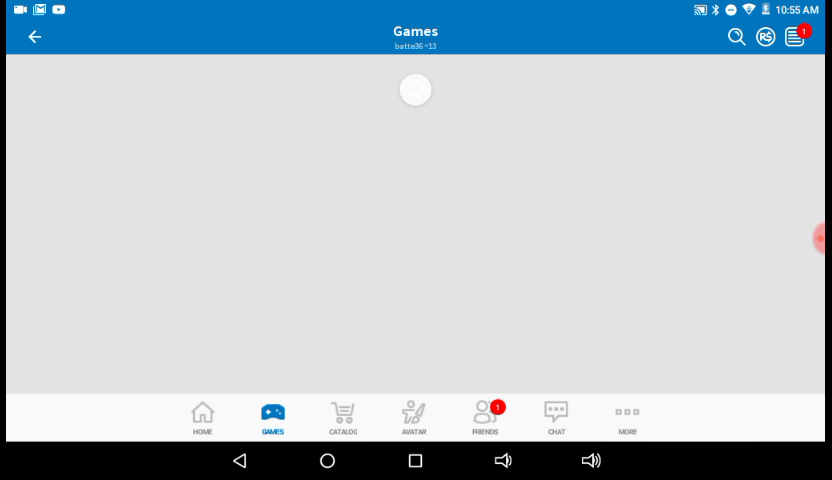 10:55 AM
Games
batte36 <13
R$
1
1
HOME
GAMES
CATALOG
AVATAR
FRIENDS
CHAT
MORE